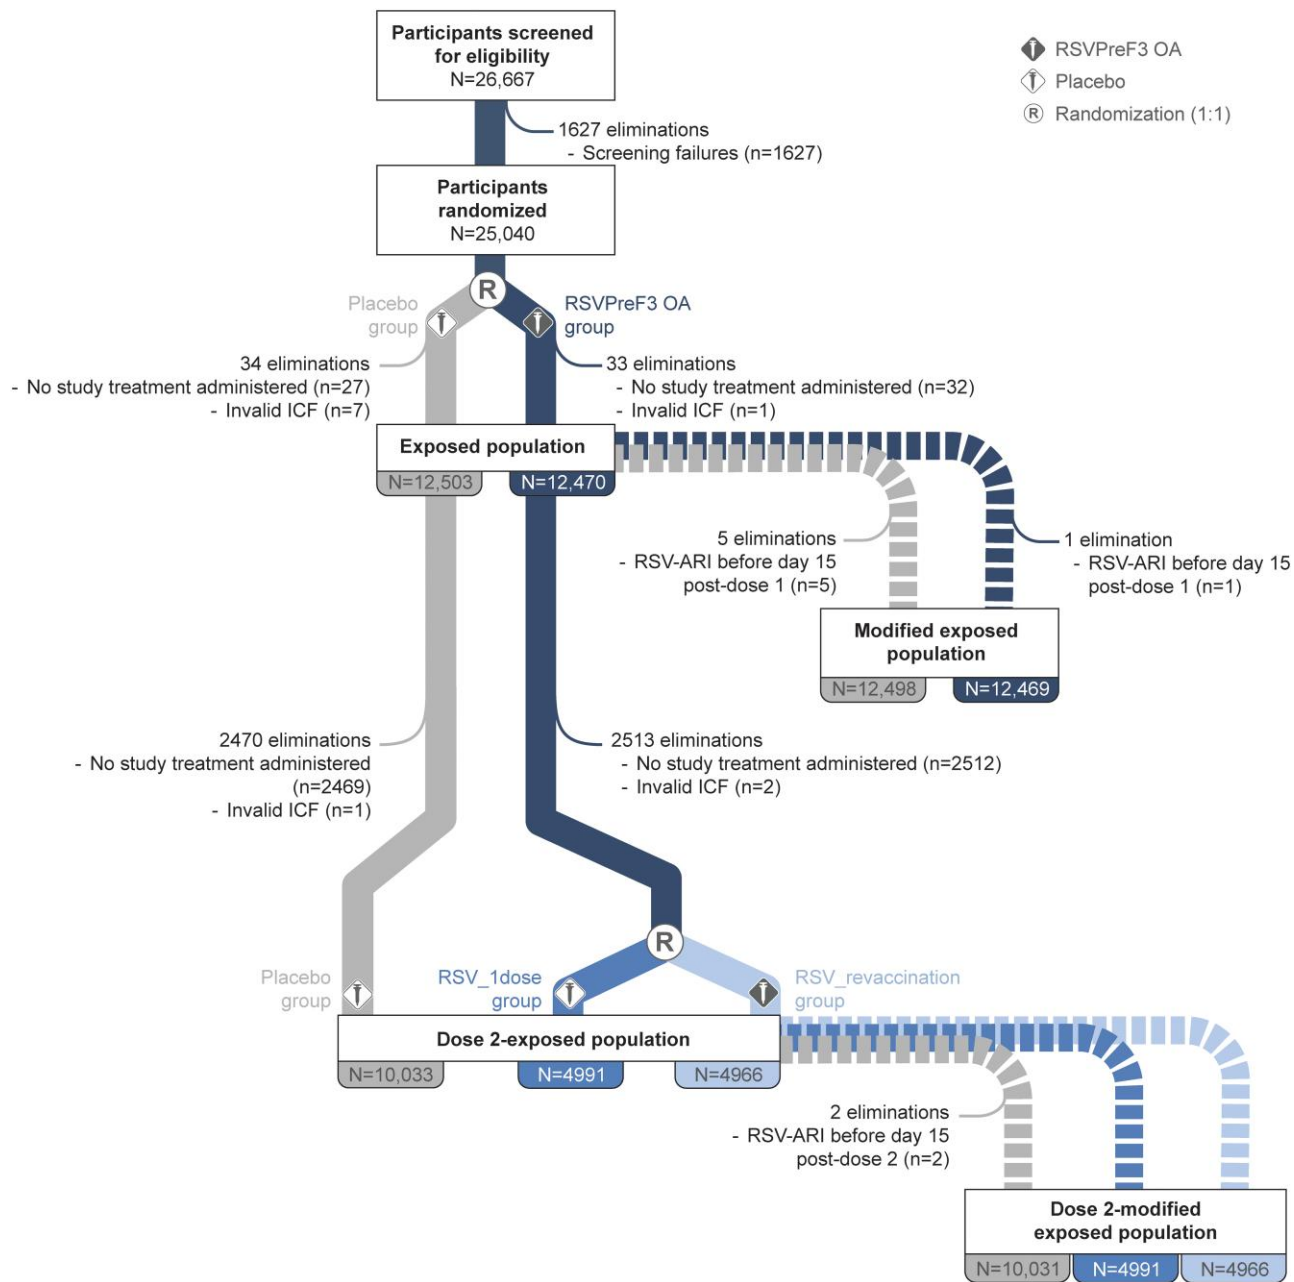 Participants screened
for eligibility
N=26,667
RSVPreF3 OA
Placebo
R Randomization (1:1)
1627 eliminations
- Screening failures (n=1627)
Participants
randomized
N=25,040
R
Placebo
group
RSVPreF3 OA
group
34 eliminations
- No study treatment administered (n=27)
- Invalid ICF (n=7)
33 eliminations
- No study treatment administered (n=32)
- Invalid ICF (n=1)
Exposed population
N=12,503
N=12,470
5 eliminations
- RSV-ARI before day 15
post-dose 1 (n=5)
1 elimination
- RSV-ARI before day 15
post-dose 1 (n=1)
Modified exposed
population
N=12,498
N=12,469
2470 eliminations
- No study treatment administered
(n=2469)
- Invalid ICF (n=1)
2513 eliminations
- No study treatment administered (n=2512)
- Invalid ICF (n=2)
R
Placebo
group
RSV_1dose
group
RSV_revaccination
group
Dose 2-exposed population
N=10,033
N=4991
N=4966
2 eliminations
- RSV-ARI before day 15
post-dose 2 (n=2)
Dose 2-modified
exposed population
N=10,031
N=4991
N=4966